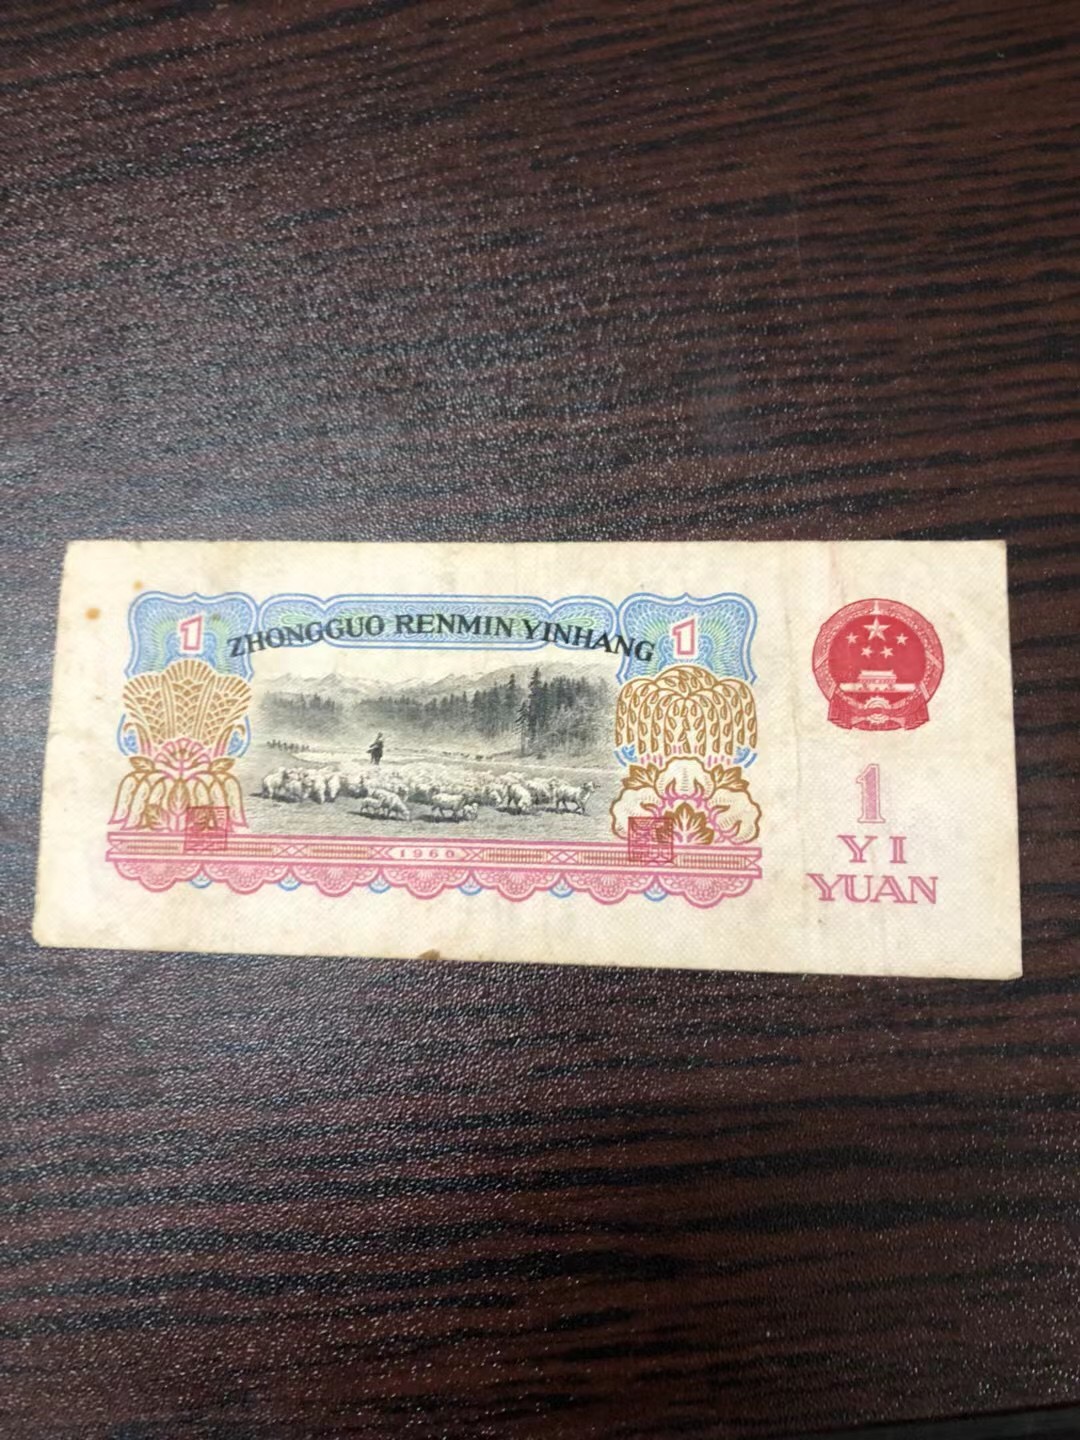 1
ZHONGGUO RENMIN YINHANG
1
1960
1
YI
YUAN